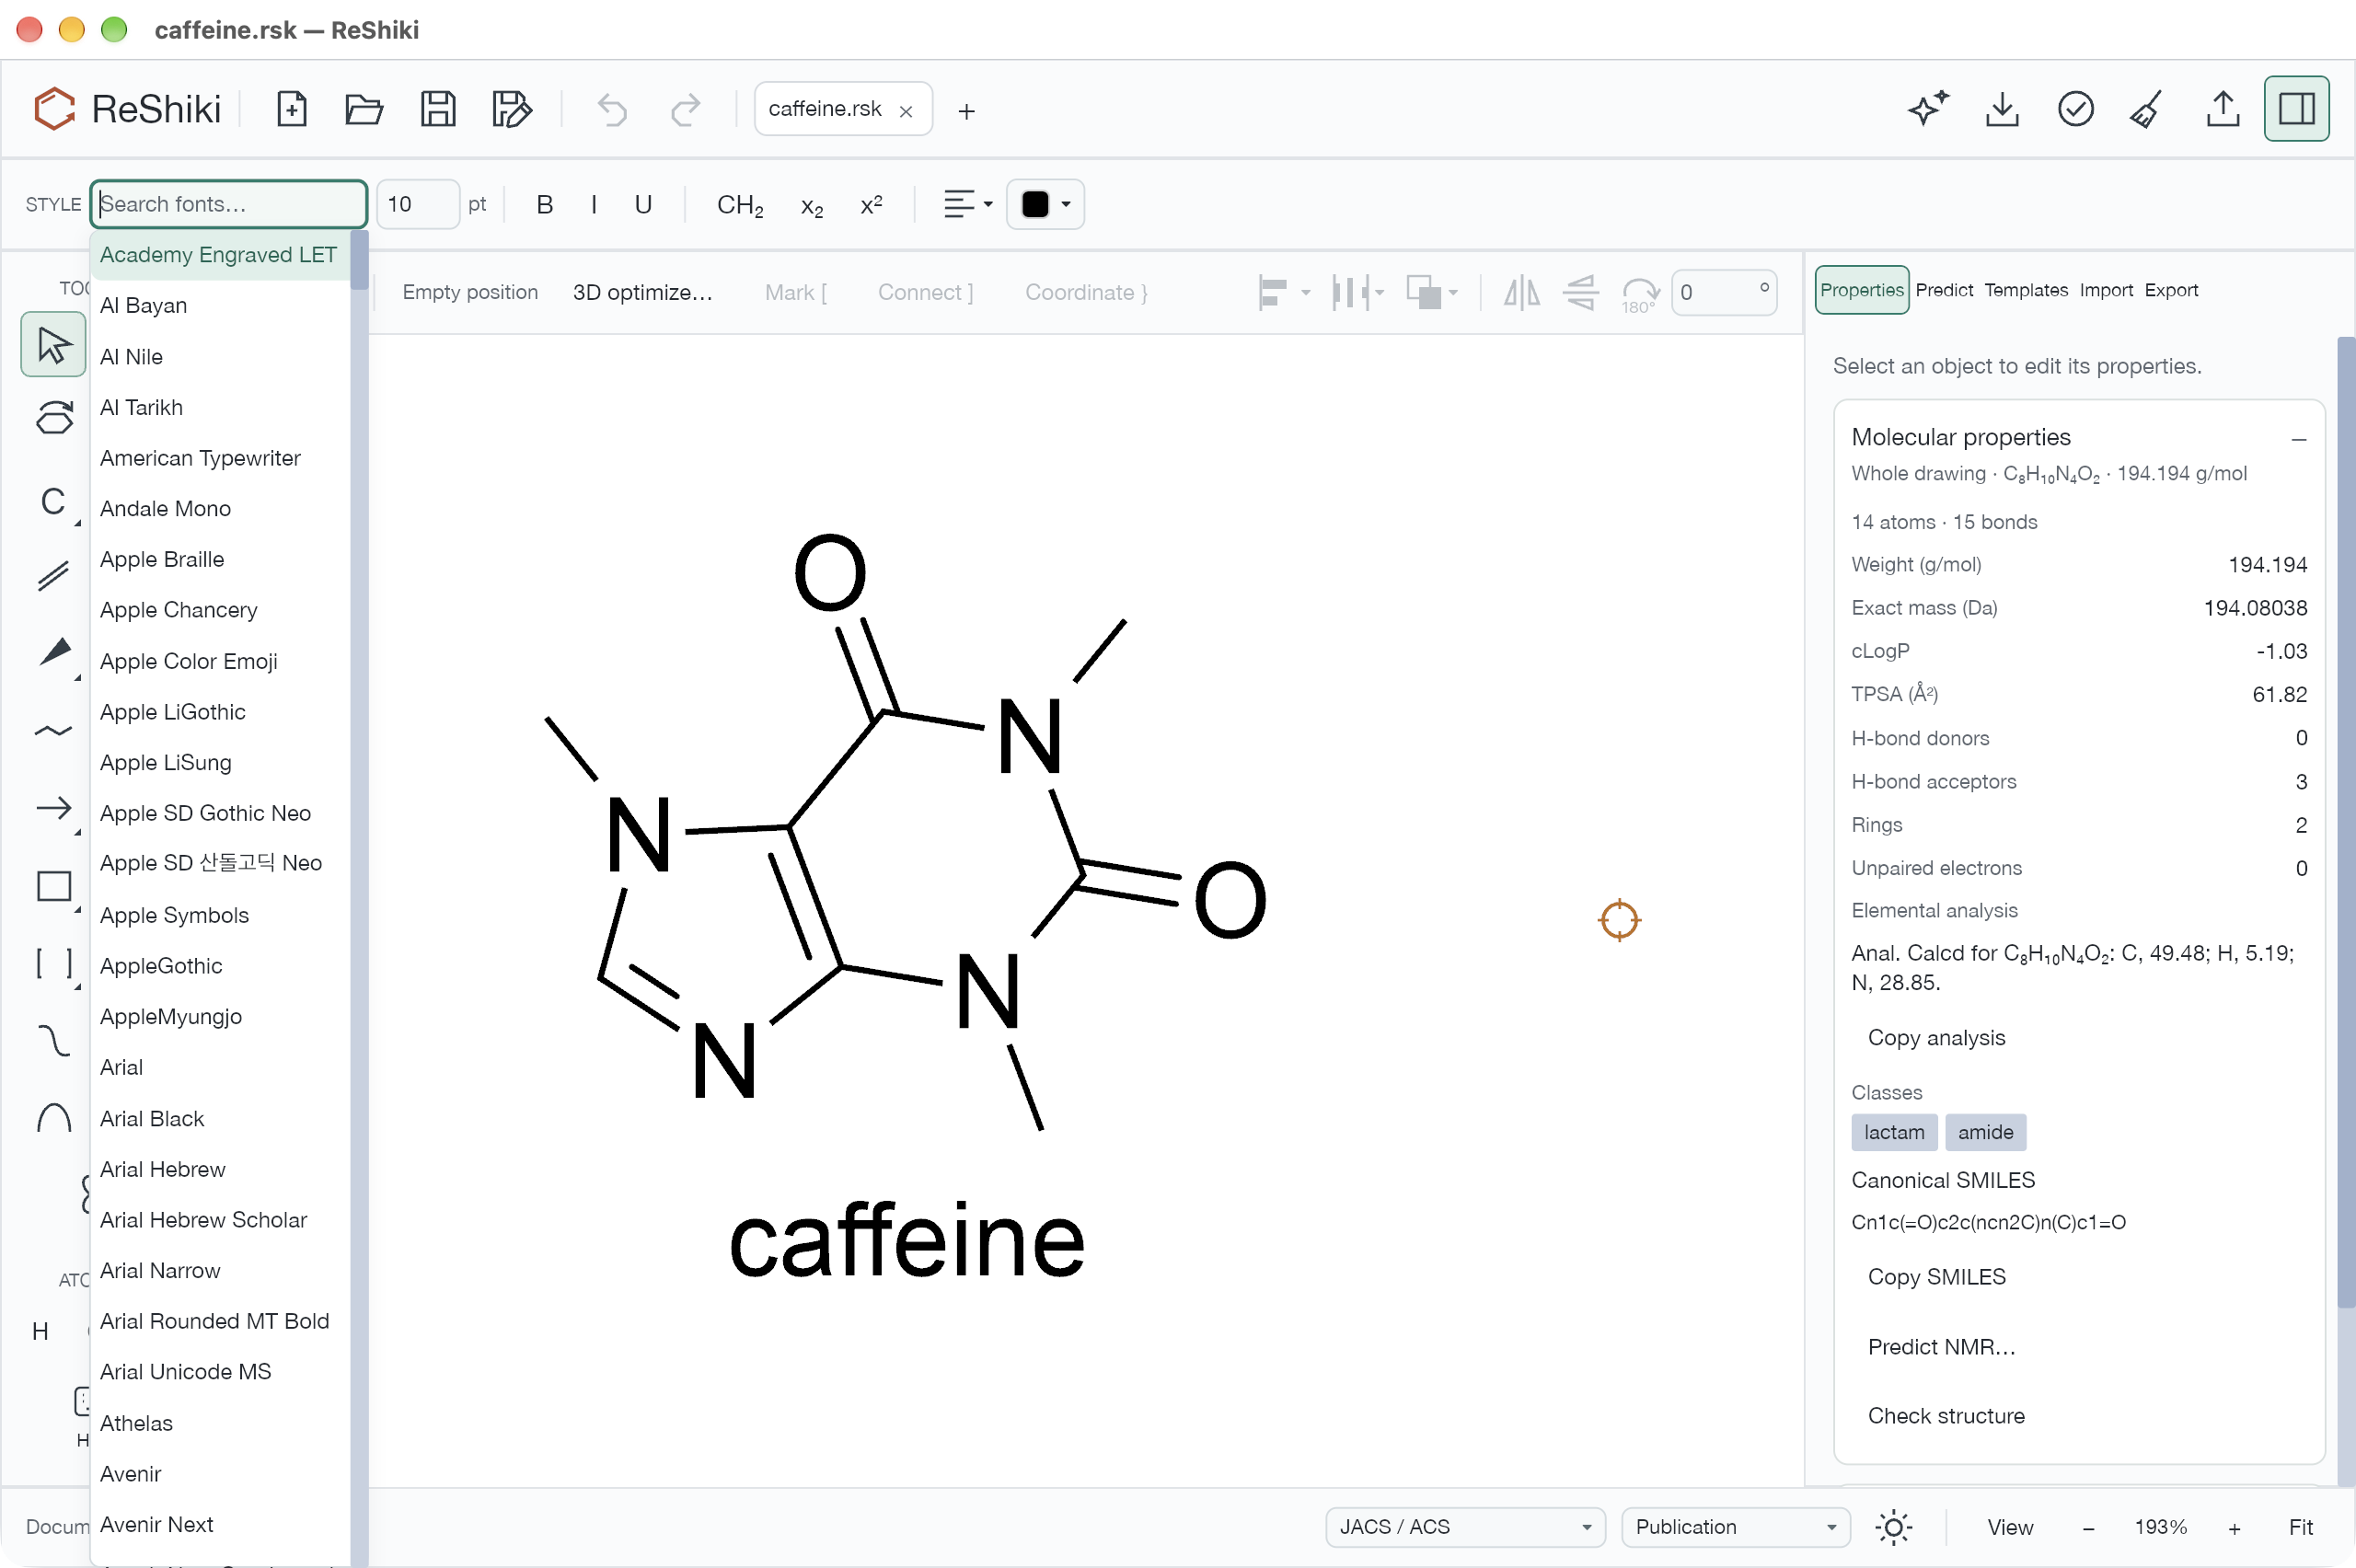 caffeine.rsk — ReShiki
ReShiki
caffeine.rsk × +
STYLE Search fonts... 10 pt B I U CH₂ x₂ x²
Academy Engraved LET
Al Bayan
Al Nile
Al Tarikh
American Typewriter
Andale Mono
Apple Braille
Apple Chancery
Apple Color Emoji
Apple LiGothic
Apple LiSung
Apple SD Gothic Neo
Apple SD 산돌고딕 Neo
Apple Symbols
AppleGothic
AppleMyungjo
Arial
Arial Black
Arial Hebrew
Arial Hebrew Scholar
Arial Narrow
Arial Rounded MT Bold
Arial Unicode MS
Athelas
Avenir
Avenir Next
C
[ ]
H
Empty position 3D optimize... Mark [ Connect ] Coordinate } 180° 0 °
O
N
N
O
N
N
caffeine
Properties Predict Templates Import Export
Select an object to edit its properties.
Molecular properties –
Whole drawing · C₈H₁₀N₄O₂ · 194.194 g/mol
14 atoms · 15 bonds
Weight (g/mol) 194.194
Exact mass (Da) 194.08038
cLogP -1.03
TPSA (Å²) 61.82
H-bond donors 0
H-bond acceptors 3
Rings 2
Unpaired electrons 0
Elemental analysis
Anal. Calcd for C₈H₁₀N₄O₂: C, 49.48; H, 5.19;
N, 28.85.
Copy analysis
Classes
lactam amide
Canonical SMILES
Cn1c(=O)c2c(ncn2C)n(C)c1=O
Copy SMILES
Predict NMR...
Check structure
JACS / ACS Publication View – 193% + Fit